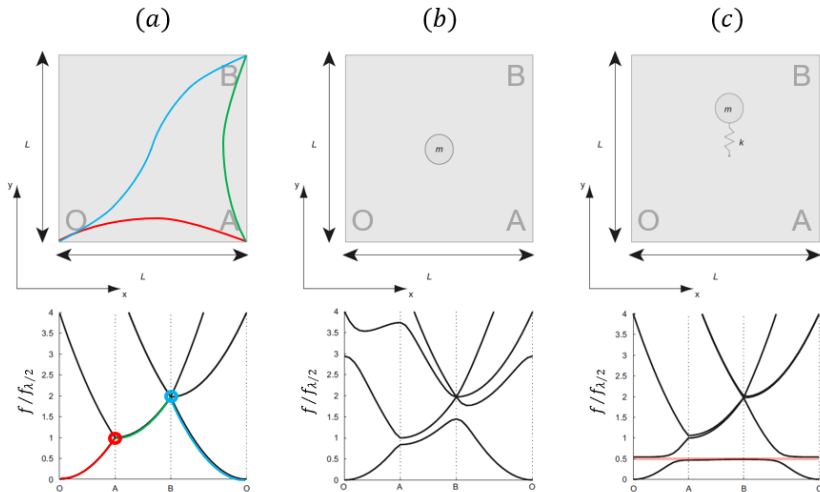 (a) (b) (c)
B B B
m
m
k
L L L
y y y
O A O A O A
L L L
x x x
f / f_{λ/2} f / f_{λ/2} f / f_{λ/2}
4 4 4
3.5 3.5 3.5
3 3 3
2.5 2.5 2.5
2 2 2
1.5 1.5 1.5
1 1 1
0.5 0.5 0.5
0 0 0
O A B O O A B O O A B O